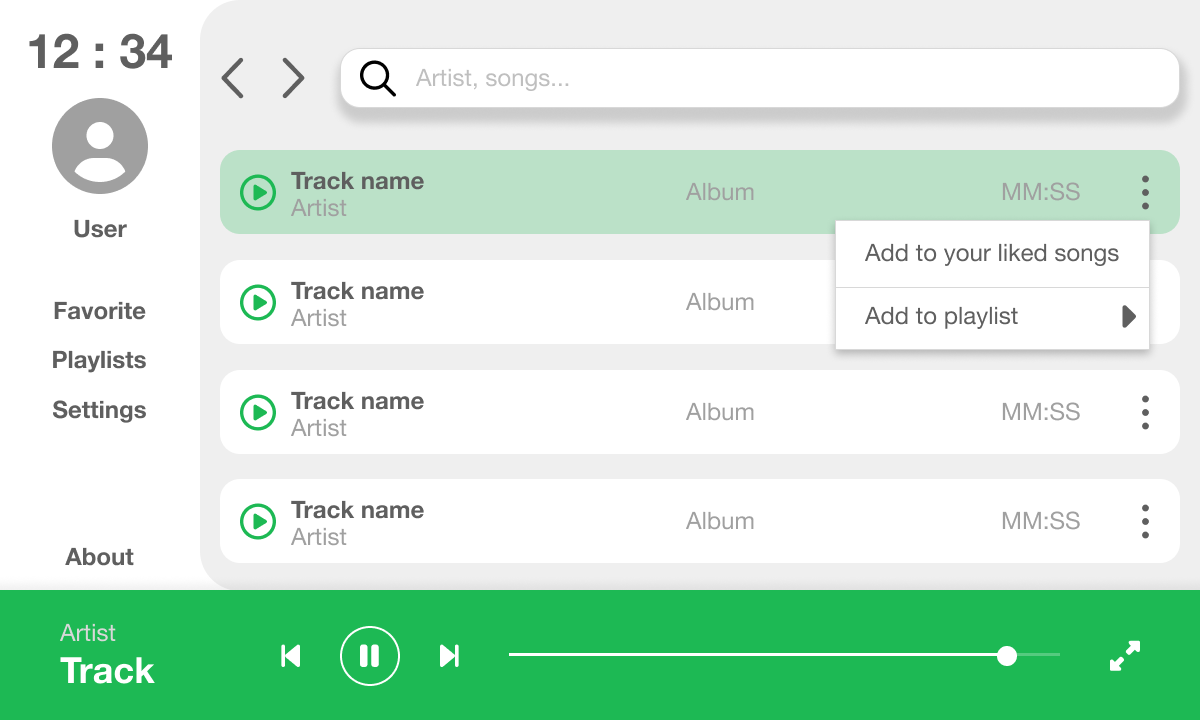 12 : 34
User
Favorite
Playlists
Settings
About
Artist, songs...
Track name
Artist
Album
MM:SS
Add to your liked songs
Add to playlist
Track name
Artist
Album
Track name
Artist
Album
MM:SS
Track name
Artist
Album
MM:SS
Artist
Track